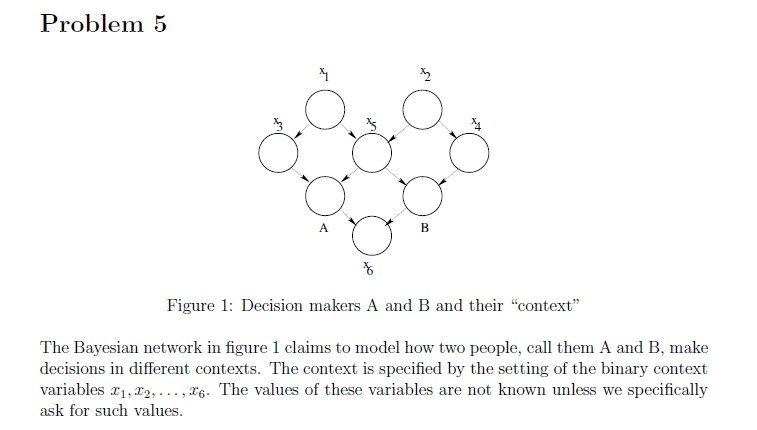 Problem 5
x1
x2
x3
x5
x4
A
B
x6
Figure 1: Decision makers A and B and their “context”
The Bayesian network in figure 1 claims to model how two people, call them A and B, make
decisions in different contexts. The context is specified by the setting of the binary context
variables x1, x2, . . . , x6. The values of these variables are not known unless we specifically
ask for such values.